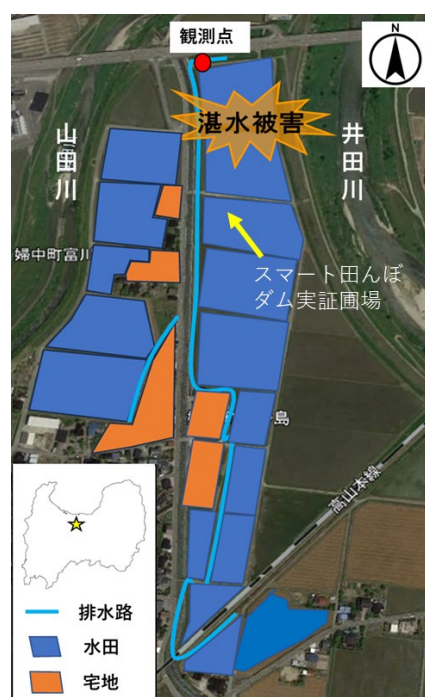 観測点
N
湛水被害
山田川
井田川
婦中町富川
スマート田んぼ
ダム実証圃場
島
高山本線
排水路
水田
宅地